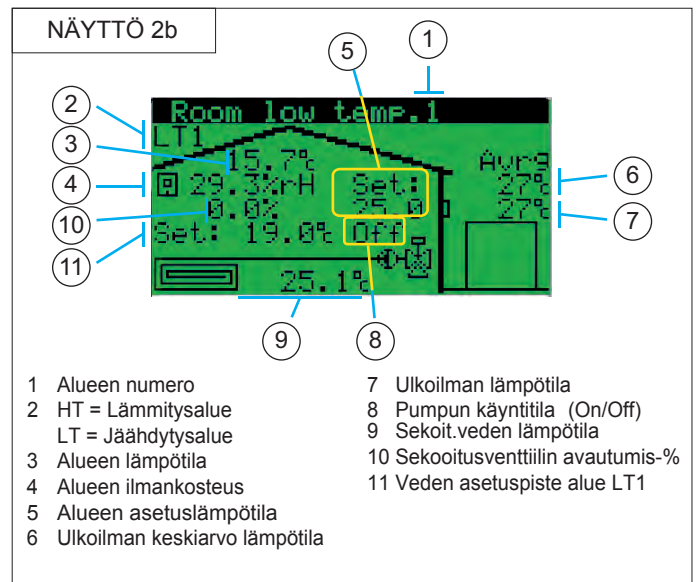 NÄYTTÖ 2b
5
1
Room low temp.1
2
LT1
3
15.7℃
Avrg
4
29.3%rH
Set:
27℃
6
10
0.0%
25.0
27℃
7
11
Set: 19.0℃
Off
25.1℃
9
8
1 Alueen numero
2 HT = Lämmitysalue
LT = Jäähdytysalue
3 Alueen lämpötila
4 Alueen ilmankosteus
5 Alueen asetuslämpötila
6 Ulkoilman keskiarvo lämpötila
7 Ulkoilman lämpötila
8 Pumpun käyntitila (On/Off)
9 Sekoit.veden lämpötila
10 Sekooitusventtiilin avautumis-%
11 Veden asetuspiste alue LT1